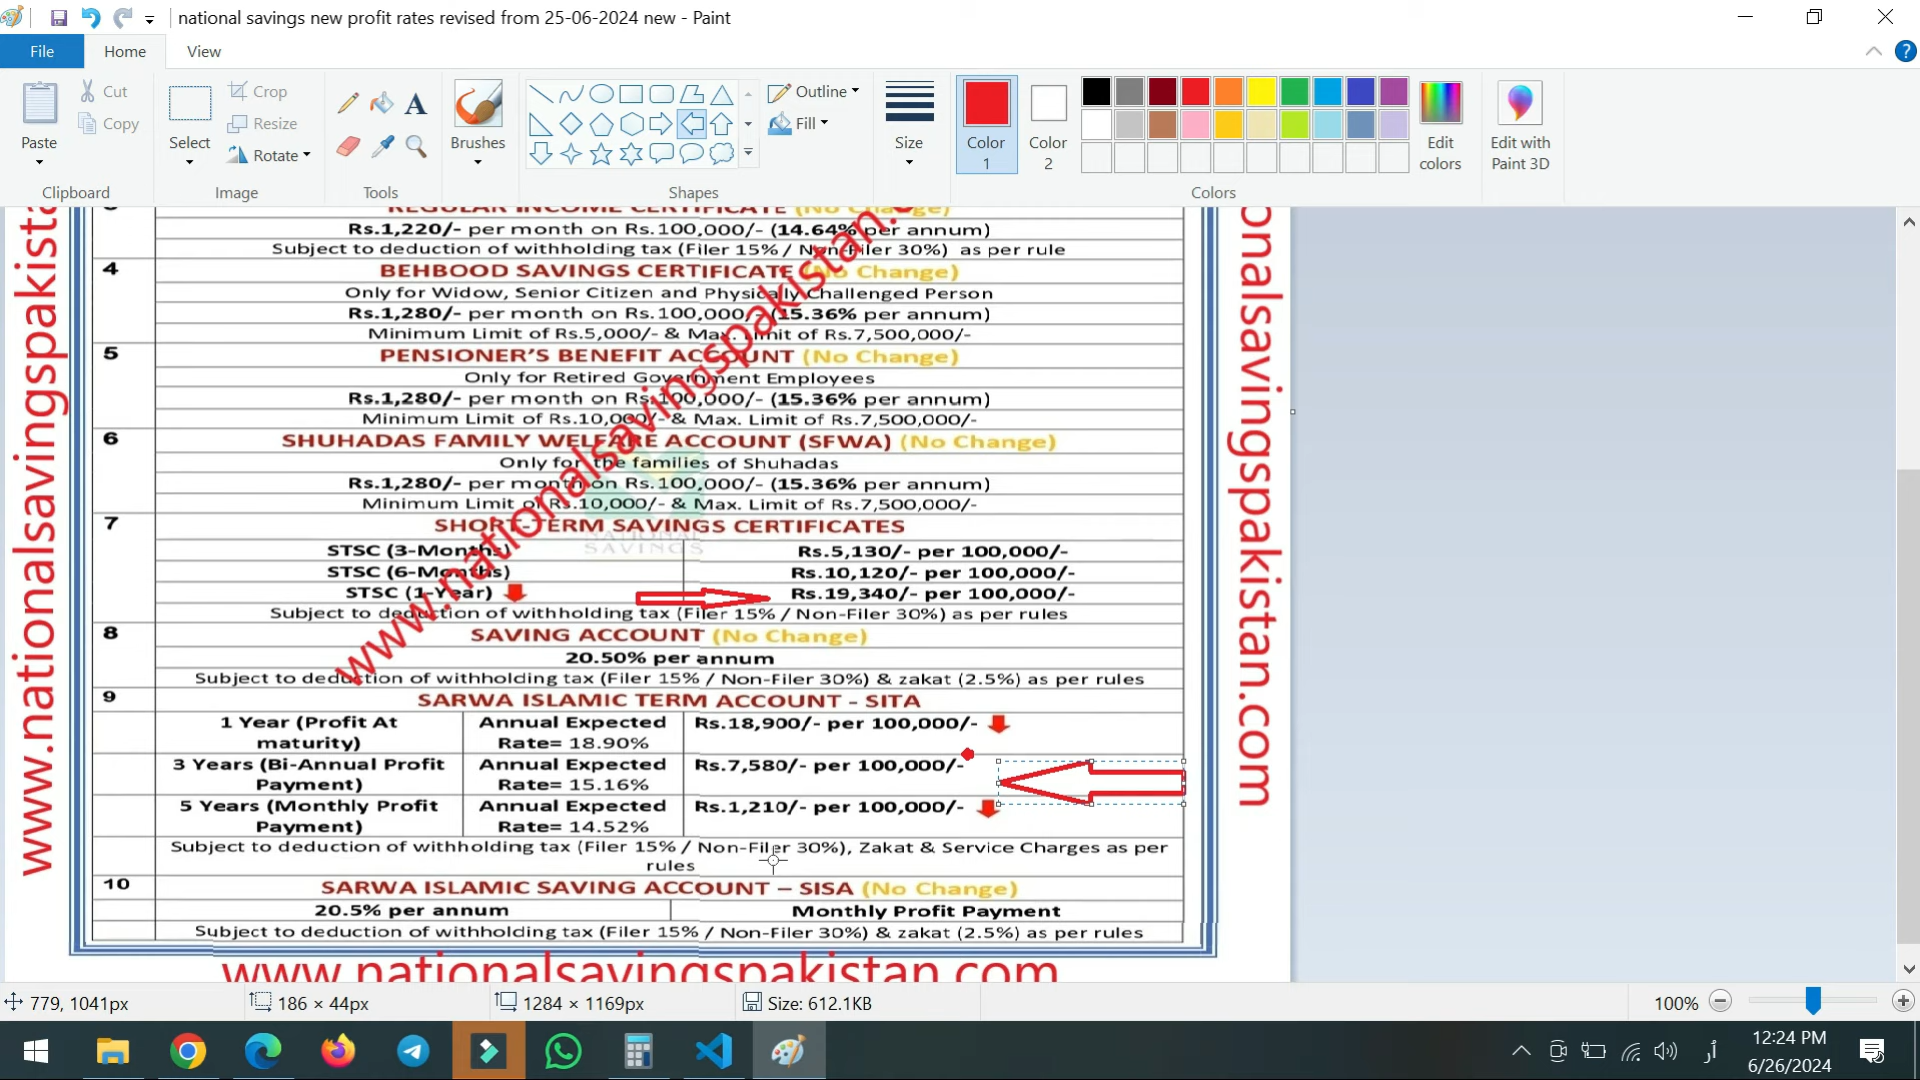 national savings new profit rates revised from 25-06-2024 new - Paint
File
Home
View
Paste
Cut
Copy
Clipboard
Select
Crop
Resize
Rotate
Image
Tools
A
Brushes
Shapes
Outline
Fill
Size
Color
1
Color
2
Edit
colors
Colors
Edit with
Paint 3D
REGULAR INCOME CERTIFICATE (No Change)
Rs.1,220/- per month on Rs.100,000/- (14.64% per annum)
Subject to deduction of withholding tax (Filer 15% / Non-Filer 30%) as per rule
4
BEHBOOD SAVINGS CERTIFICATE (No Change)
Only for Widow, Senior Citizen and Physically Challenged Person
Rs.1,280/- per month on Rs.100,000/- (15.36% per annum)
Minimum Limit of Rs.5,000/- & Max. Limit of Rs.7,500,000/-
5
PENSIONER'S BENEFIT ACCOUNT (No Change)
Only for Retired Government Employees
Rs.1,280/- per month on Rs.100,000/- (15.36% per annum)
Minimum Limit of Rs.10,000/- & Max. Limit of Rs.7,500,000/-
6
SHUHADAS FAMILY WELFARE ACCOUNT (SFWA) (No Change)
Only for the families of Shuhadas
Rs.1,280/- per month on Rs.100,000/- (15.36% per annum)
Minimum Limit of Rs.10,000/- & Max. Limit of Rs.7,500,000/-
7
SHORT-TERM SAVINGS CERTIFICATES
NATIONAL
SAVINGS
STSC (3-Months) Rs.5,130/- per 100,000/-
STSC (6-Months) Rs.10,120/- per 100,000/-
STSC (1-Year) Rs.19,340/- per 100,000/-
Subject to deduction of withholding tax (Filer 15% / Non-Filer 30%) as per rules
8
SAVING ACCOUNT (No Change)
20.50% per annum
Subject to deduction of withholding tax (Filer 15% / Non-Filer 30%) & zakat (2.5%) as per rules
9
SARWA ISLAMIC TERM ACCOUNT - SITA
1 Year (Profit At
maturity)
Annual Expected
Rate= 18.90%
Rs.18,900/- per 100,000/-
3 Years (Bi-Annual Profit
Payment)
Annual Expected
Rate= 15.16%
Rs.7,580/- per 100,000/-
5 Years (Monthly Profit
Payment)
Annual Expected
Rate= 14.52%
Rs.1,210/- per 100,000/-
Subject to deduction of withholding tax (Filer 15% / Non-Filer 30%), Zakat & Service Charges as per
rules
10
SARWA ISLAMIC SAVING ACCOUNT – SISA (No Change)
20.5% per annum
Monthly Profit Payment
Subject to deduction of withholding tax (Filer 15% / Non-Filer 30%) & zakat (2.5%) as per rules
www.nationalsavingspakistan.com
www.nationalsavingspakista
onalsavingspakistan.com
www.nationalsavingspakistan.com
779, 1041px
186 × 44px
1284 × 1169px
Size: 612.1KB
100%
أر
12:24 PM
6/26/2024